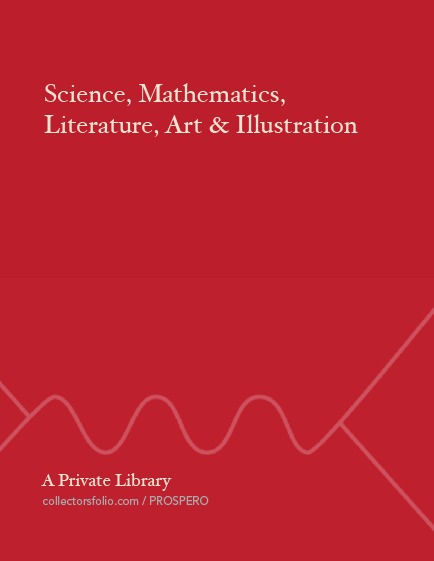 Science, Mathematics,
Literature, Art & Illustration
A Private Library
collectorsfolio.com / PROSPERO